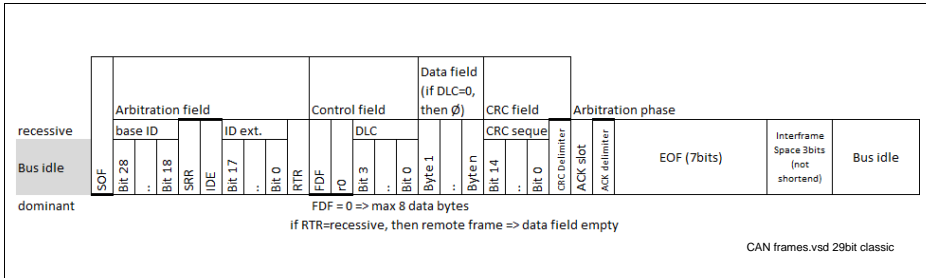 Data field
(if DLC=0,
Arbitration field Control field then Ø) CRC field Arbitration phase
recessive base ID ID ext. DLC CRC seque
Bus idle SOF Bit 28 .. Bit 18 SRR IDE Bit 17 .. Bit 0 RTR FDF r0 Bit 3 .. Bit 0 Byte 1 .. Byte n Bit 14 .. Bit 0 CRC Delimiter ACK slot ACK delimiter EOF (7bits) Interframe Space 3bits (not shortend) Bus idle
dominant FDF = 0 => max 8 data bytes
if RTR=recessive, then remote frame => data field empty
CAN frames.vsd 29bit classic